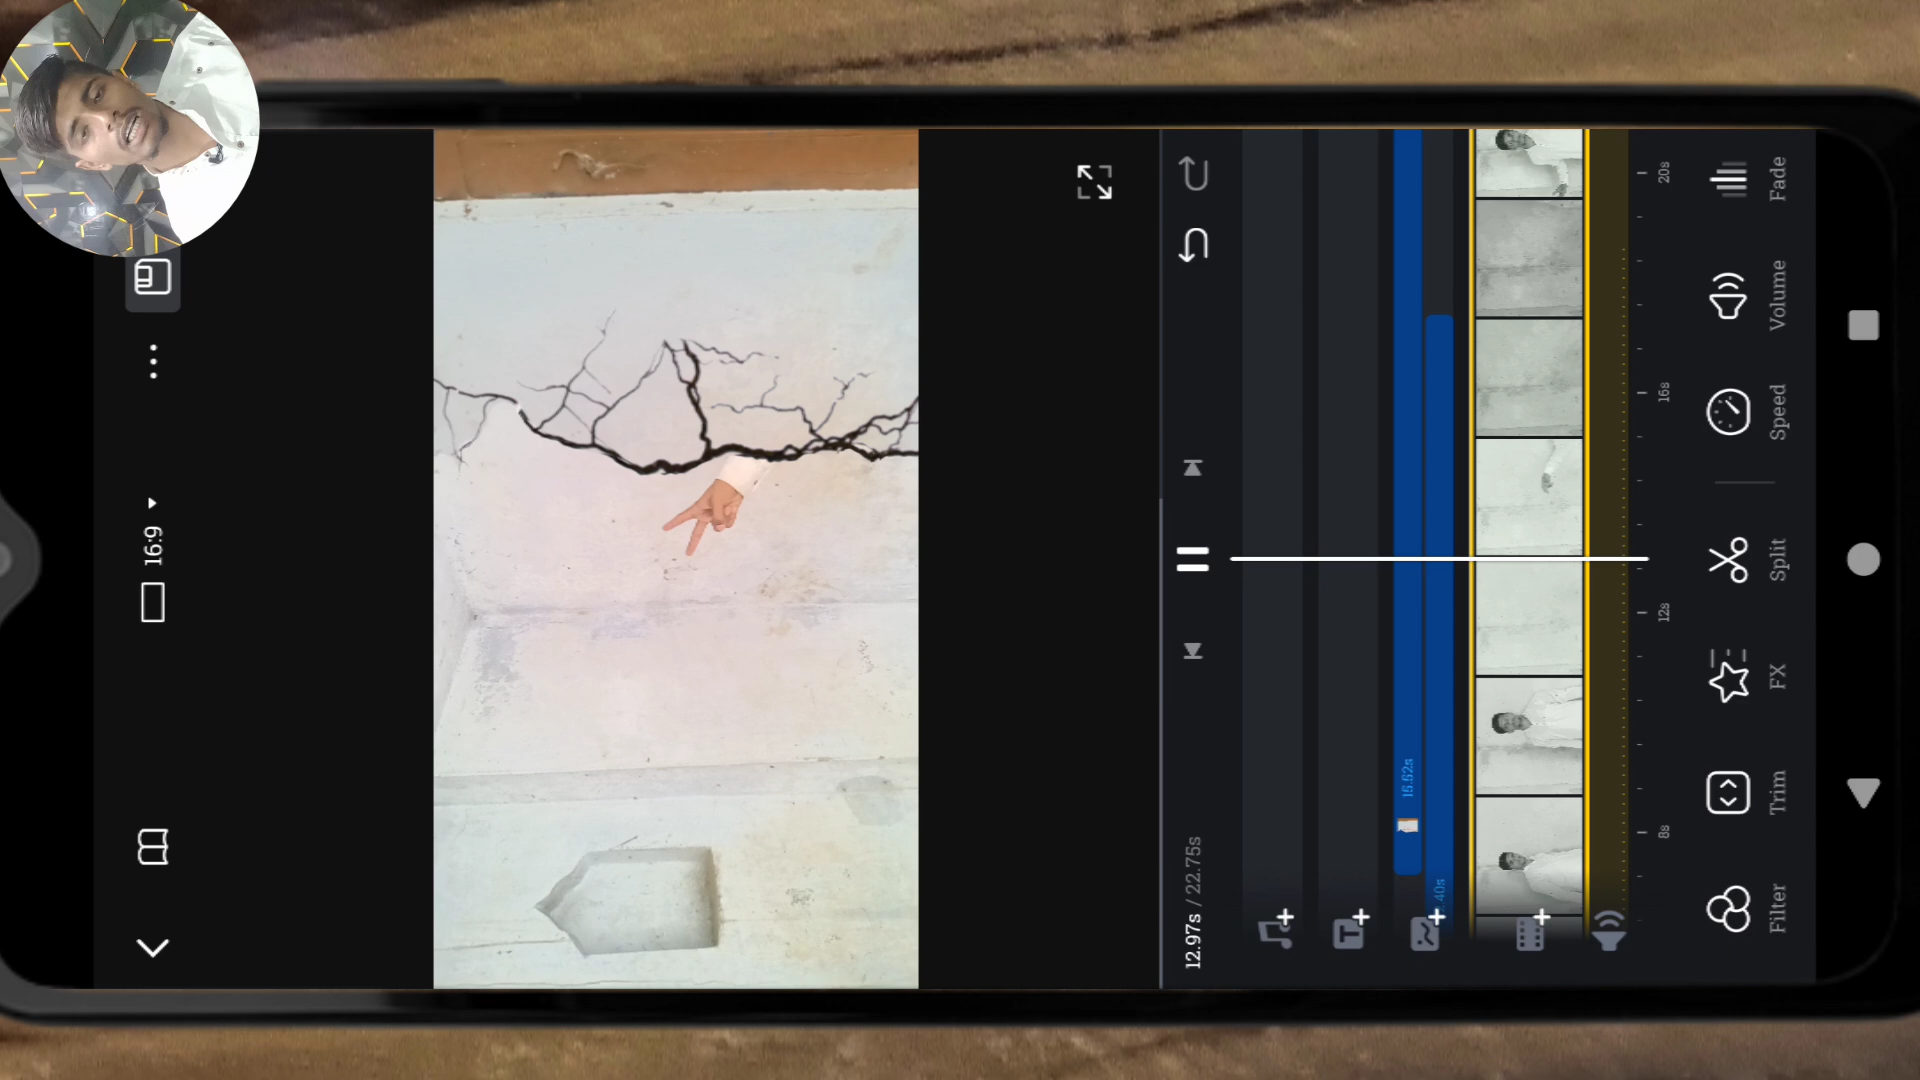 16:9
12.97s / 22.75s
15.52s
.40s
8s
12s
16s
20s
Filter
Trim
FX
Split
Speed
Volume
Fade